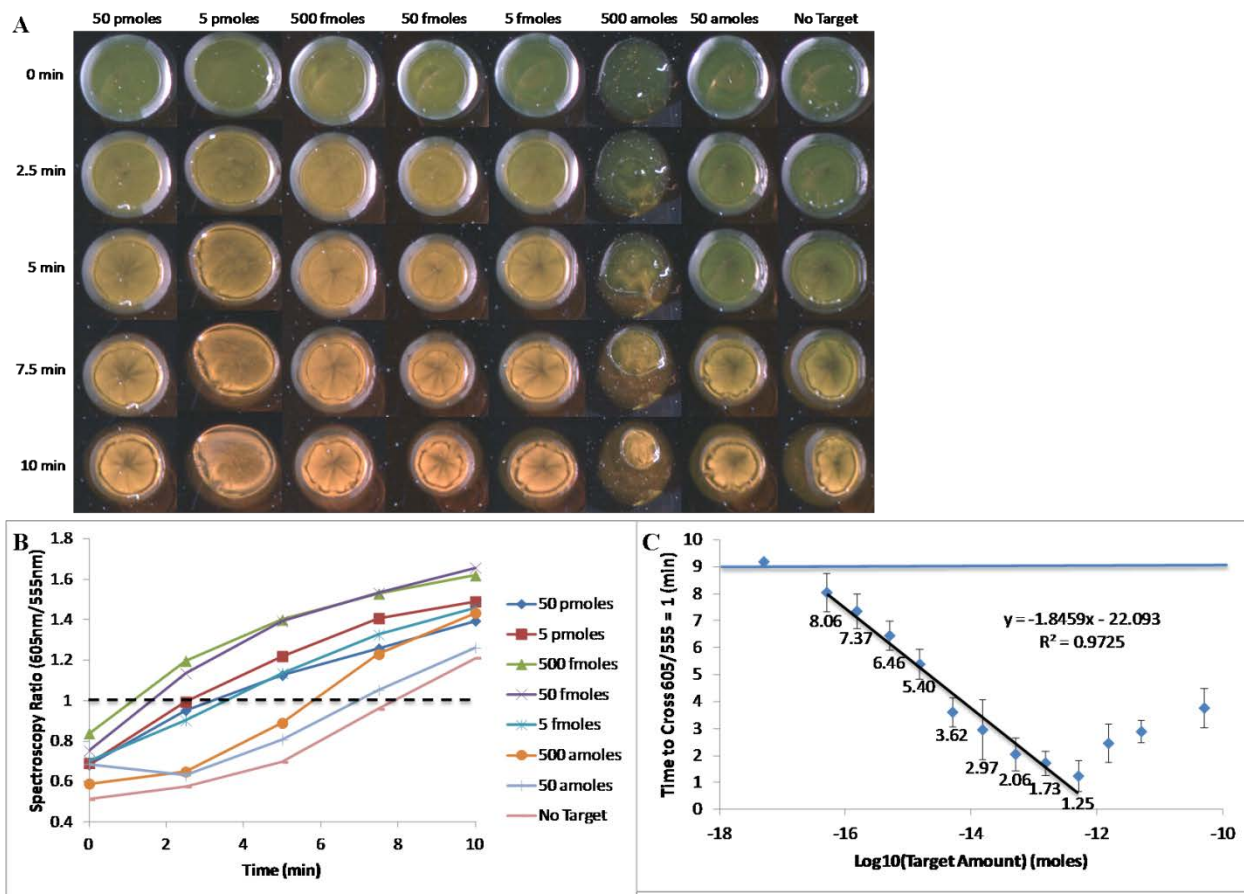 50 pmoles 5 pmoles 500 fmoles 50 fmoles 5 fmoles 500 amoles 50 amoles No Target
A
0 min
2.5 min
5 min
7.5 min
10 min
B
Spectroscopy Ratio (605nm/555nm)
1.8
1.6
1.4
1.2
1
0.8
0.6
0.4
0 2 4 6 8 10
Time (min)
50 pmoles
5 pmoles
500 fmoles
50 fmoles
5 fmoles
500 amoles
50 amoles
No Target
C
Time to Cross 605/555 = 1 (min)
10
9
8
7
6
5
4
3
2
1
0
8.06
7.37
6.46
5.40
3.62
2.97
2.06
1.73
1.25
y = -1.8459x - 22.093
R² = 0.9725
-18 -16 -14 -12 -10
Log10(Target Amount) (moles)